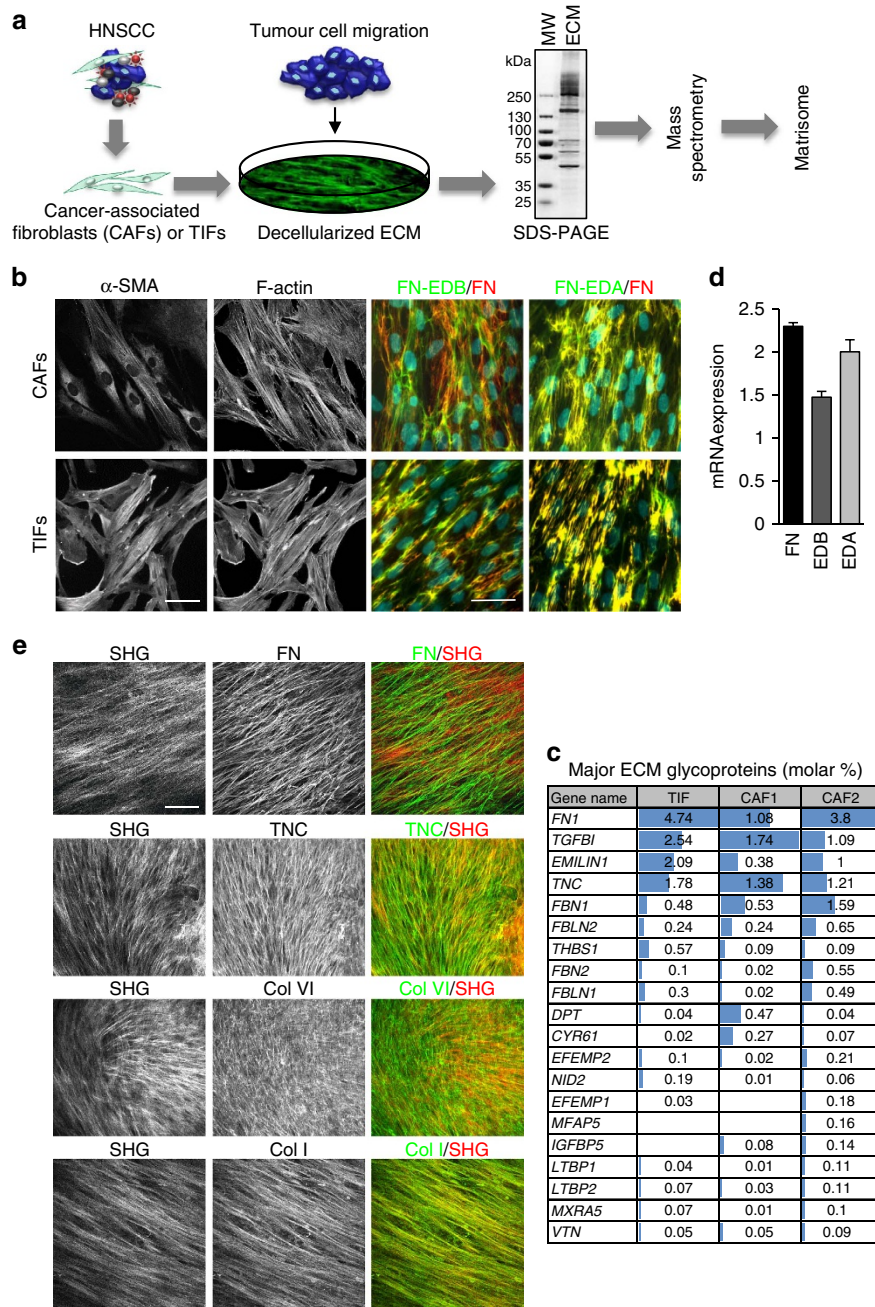 a
HNSCC
Tumour cell migration
Cancer-associated
fibroblasts (CAFs) or TIFs
Decellularized ECM
kDa
MW
ECM
250
130
100
70
55
35
25
SDS-PAGE
Mass
spectrometry
Matrisome
b
α-SMA
F-actin
FN-EDB/FN
FN-EDA/FN
CAFs
TIFs
d
mRNAexpression
2.5
2
1.5
1
0.5
0
FN
EDB
EDA
e
SHG
FN
FN/SHG
SHG
TNC
TNC/SHG
SHG
Col VI
Col VI/SHG
SHG
Col I
Col I/SHG
c
Major ECM glycoproteins (molar %)
Gene name TIF CAF1 CAF2
FN1 4.74 1.08 3.8
TGFBI 2.54 1.74 1.09
EMILIN1 2.09 0.38 1
TNC 1.78 1.38 1.21
FBN1 0.48 0.53 1.59
FBLN2 0.24 0.24 0.65
THBS1 0.57 0.09 0.09
FBN2 0.1 0.02 0.55
FBLN1 0.3 0.02 0.49
DPT 0.04 0.47 0.04
CYR61 0.02 0.27 0.07
EFEMP2 0.1 0.02 0.21
NID2 0.19 0.01 0.06
EFEMP1 0.03 0.18
MFAP5 0.16
IGFBP5 0.08 0.14
LTBP1 0.04 0.01 0.11
LTBP2 0.07 0.03 0.11
MXRA5 0.07 0.01 0.1
VTN 0.05 0.05 0.09